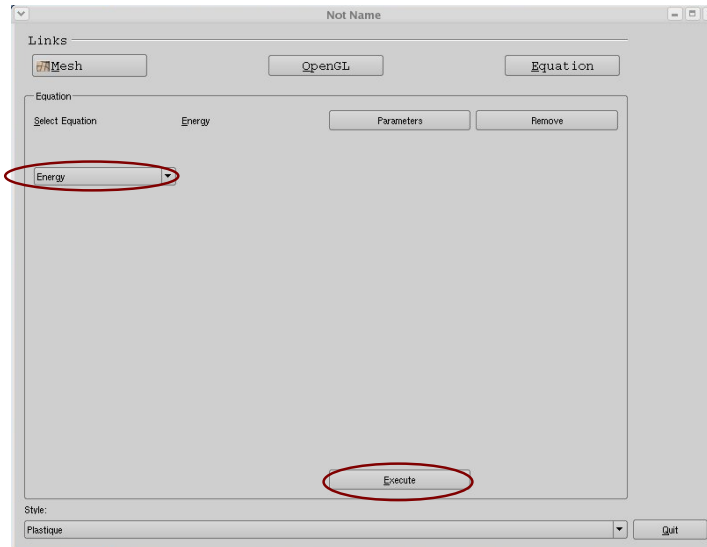 Not Name
Links
Mesh OpenGL Equation
Equation
Select Equation Energy Parameters Remove
Energy
Execute
Style:
Plastique Quit